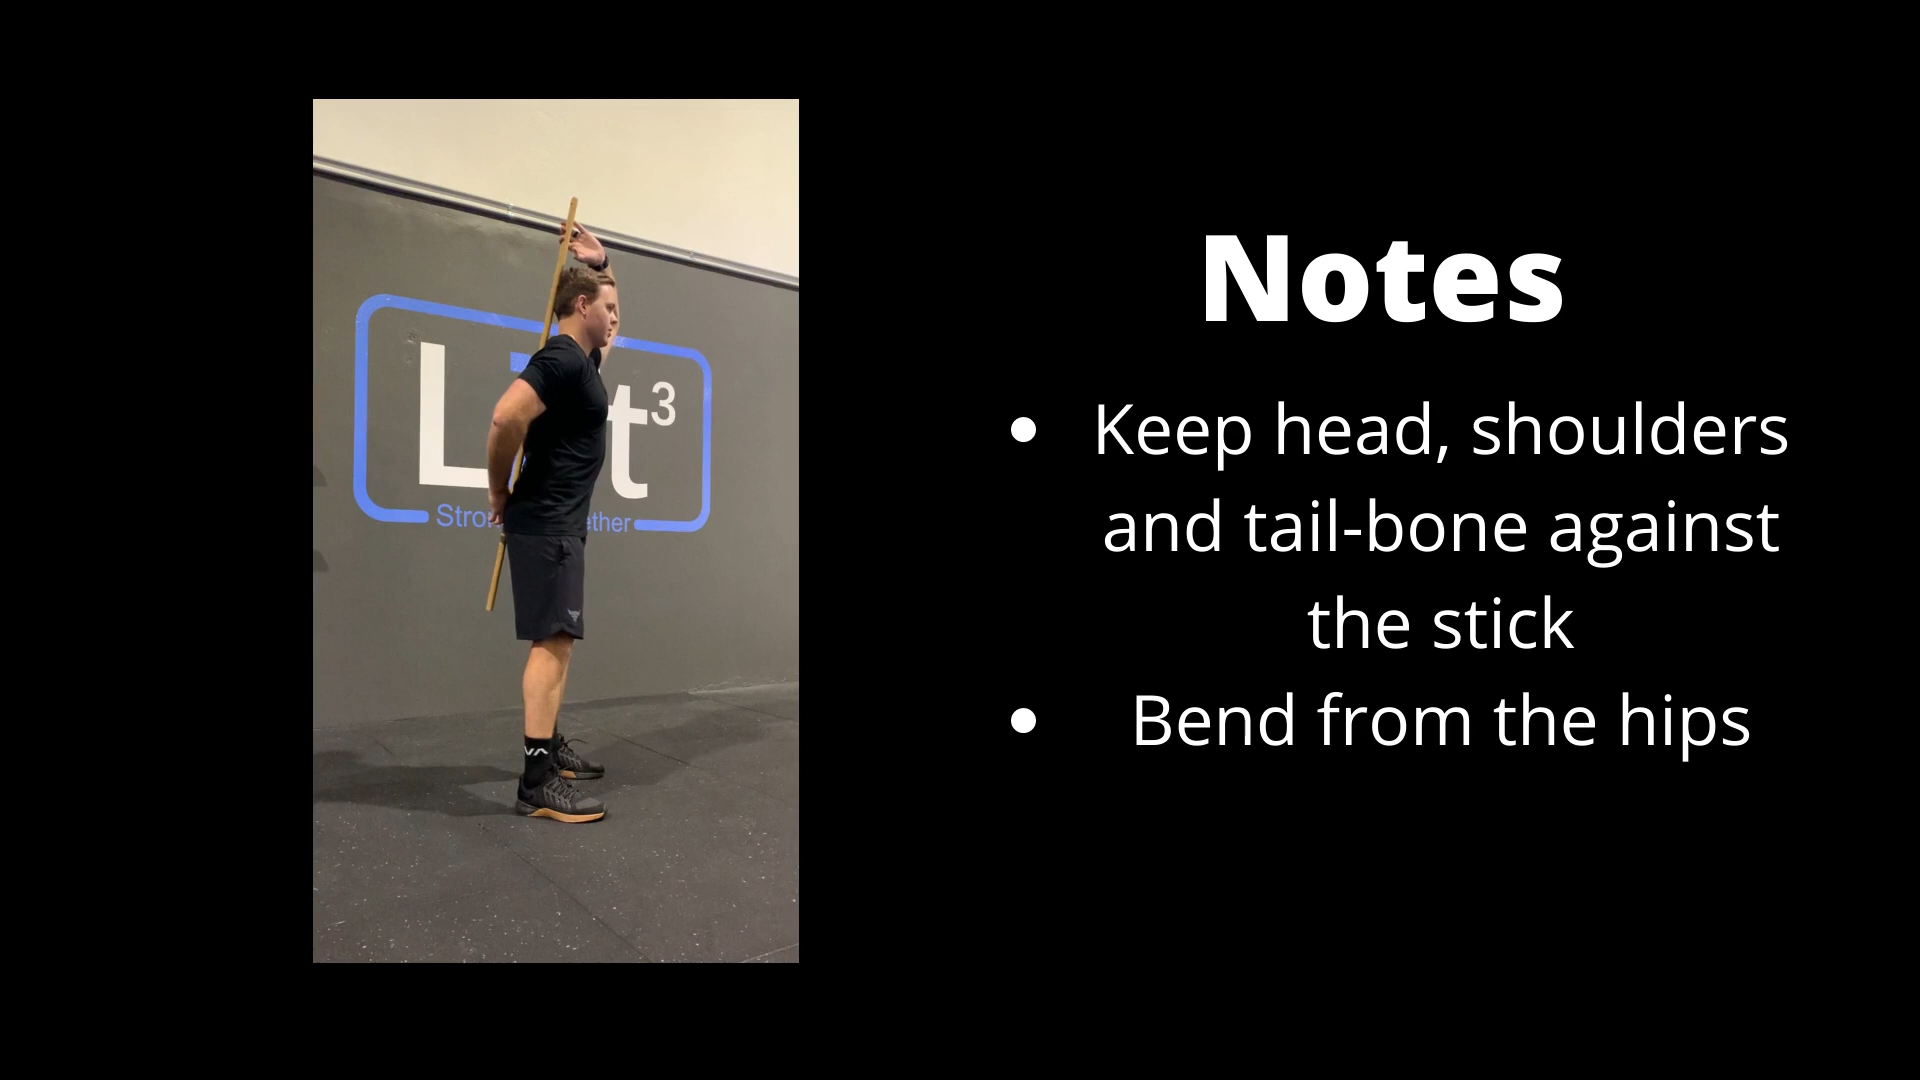 L t³
Stro ether
Notes
• Keep head, shoulders
and tail-bone against
the stick
• Bend from the hips